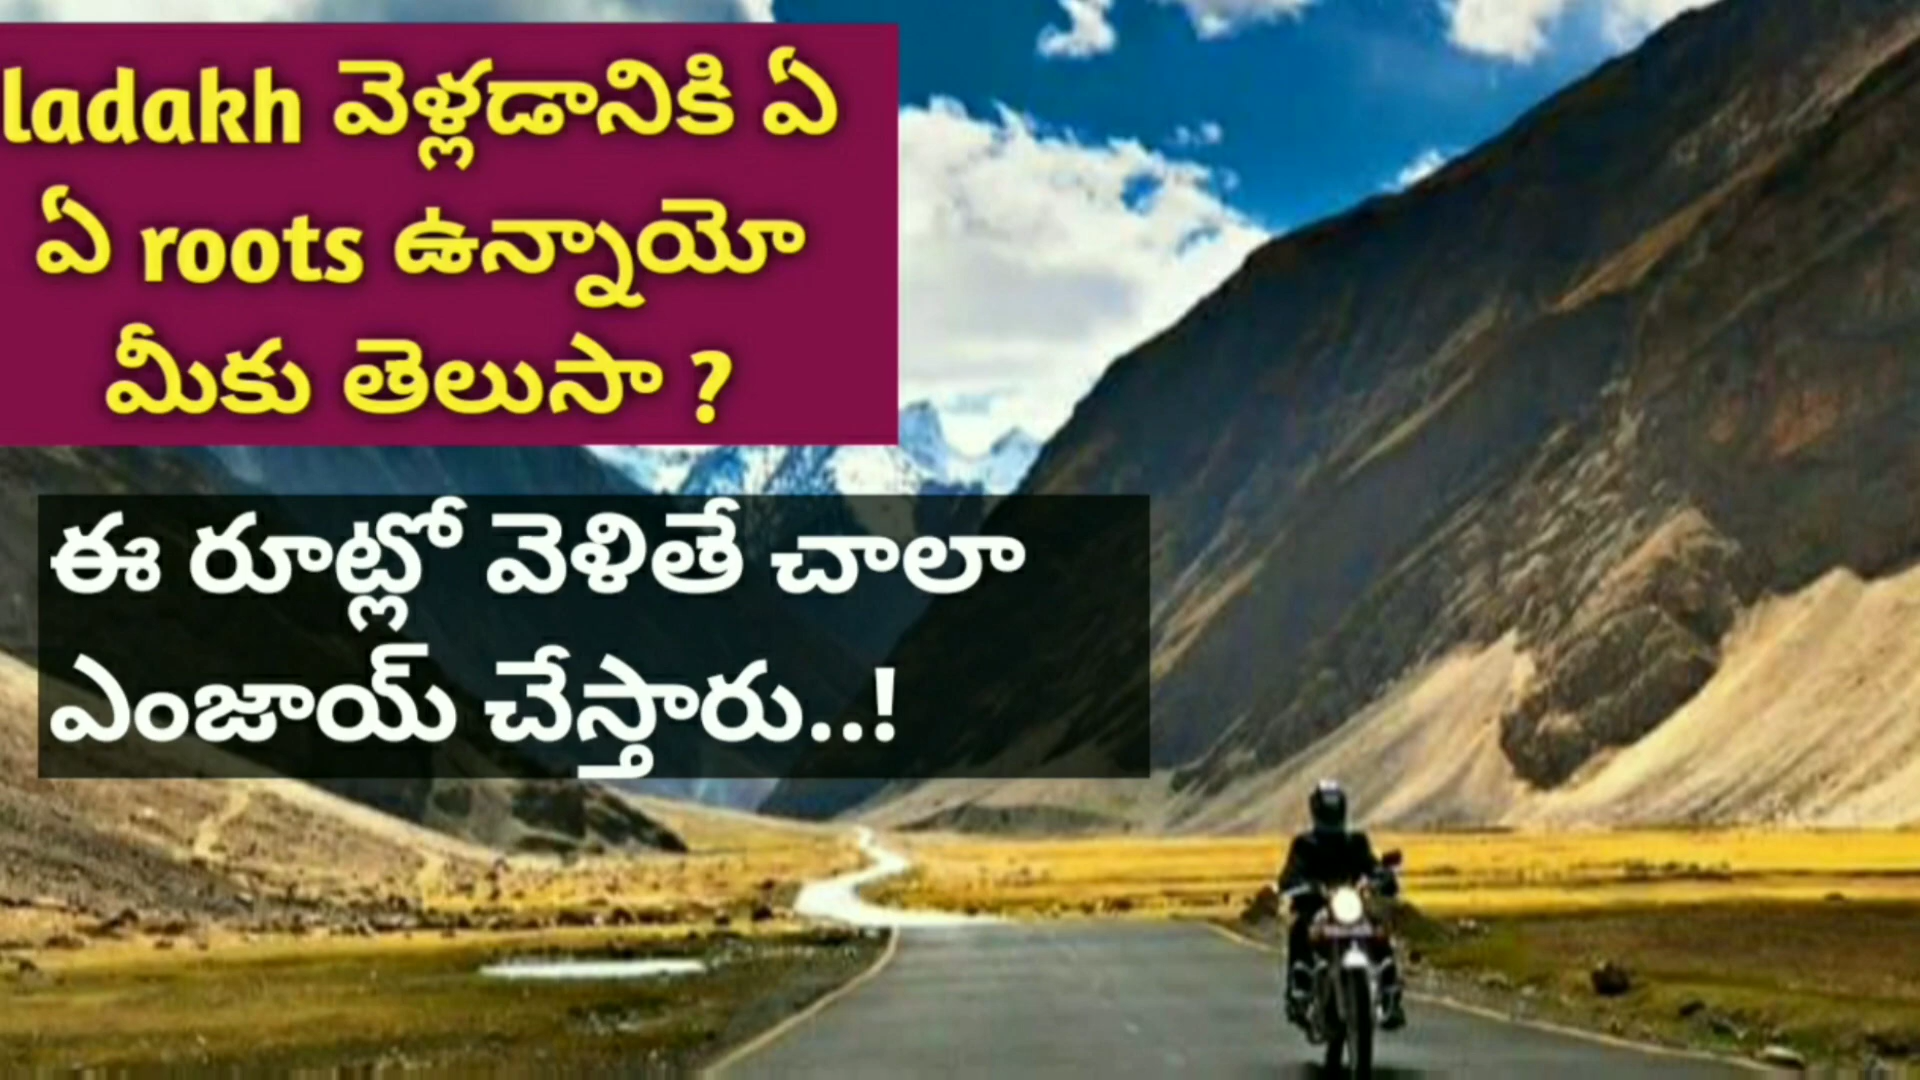 ladakh వెళ్లడానికి ఏ
ఏ roots ఉన్నాయో
మీకు తెలుసా ?
ఈ రూట్లో వెళితే చాలా
ఎంజాయ్ చేస్తారు..!